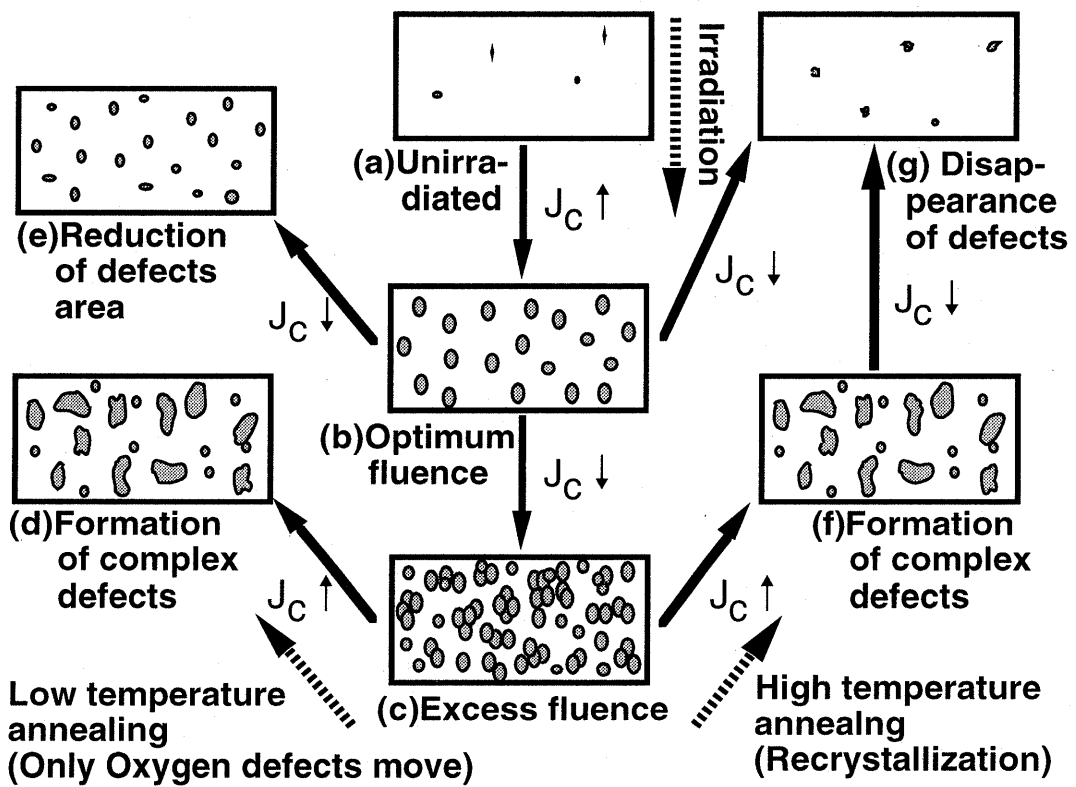 Irradiation
(a)Unirra-
diated
J_C ↑
(g) Disap-
pearance
of defects
(e)Reduction
of defects
area
J_C ↓
J_C ↓
J_C ↓
(b)Optimum
fluence
J_C ↓
(d)Formation
of complex
defects
J_C ↑
(f)Formation
of complex
defects
J_C ↑
(c)Excess fluence
Low temperature
annealing
(Only Oxygen defects move)
High temperature
annealng
(Recrystallization)